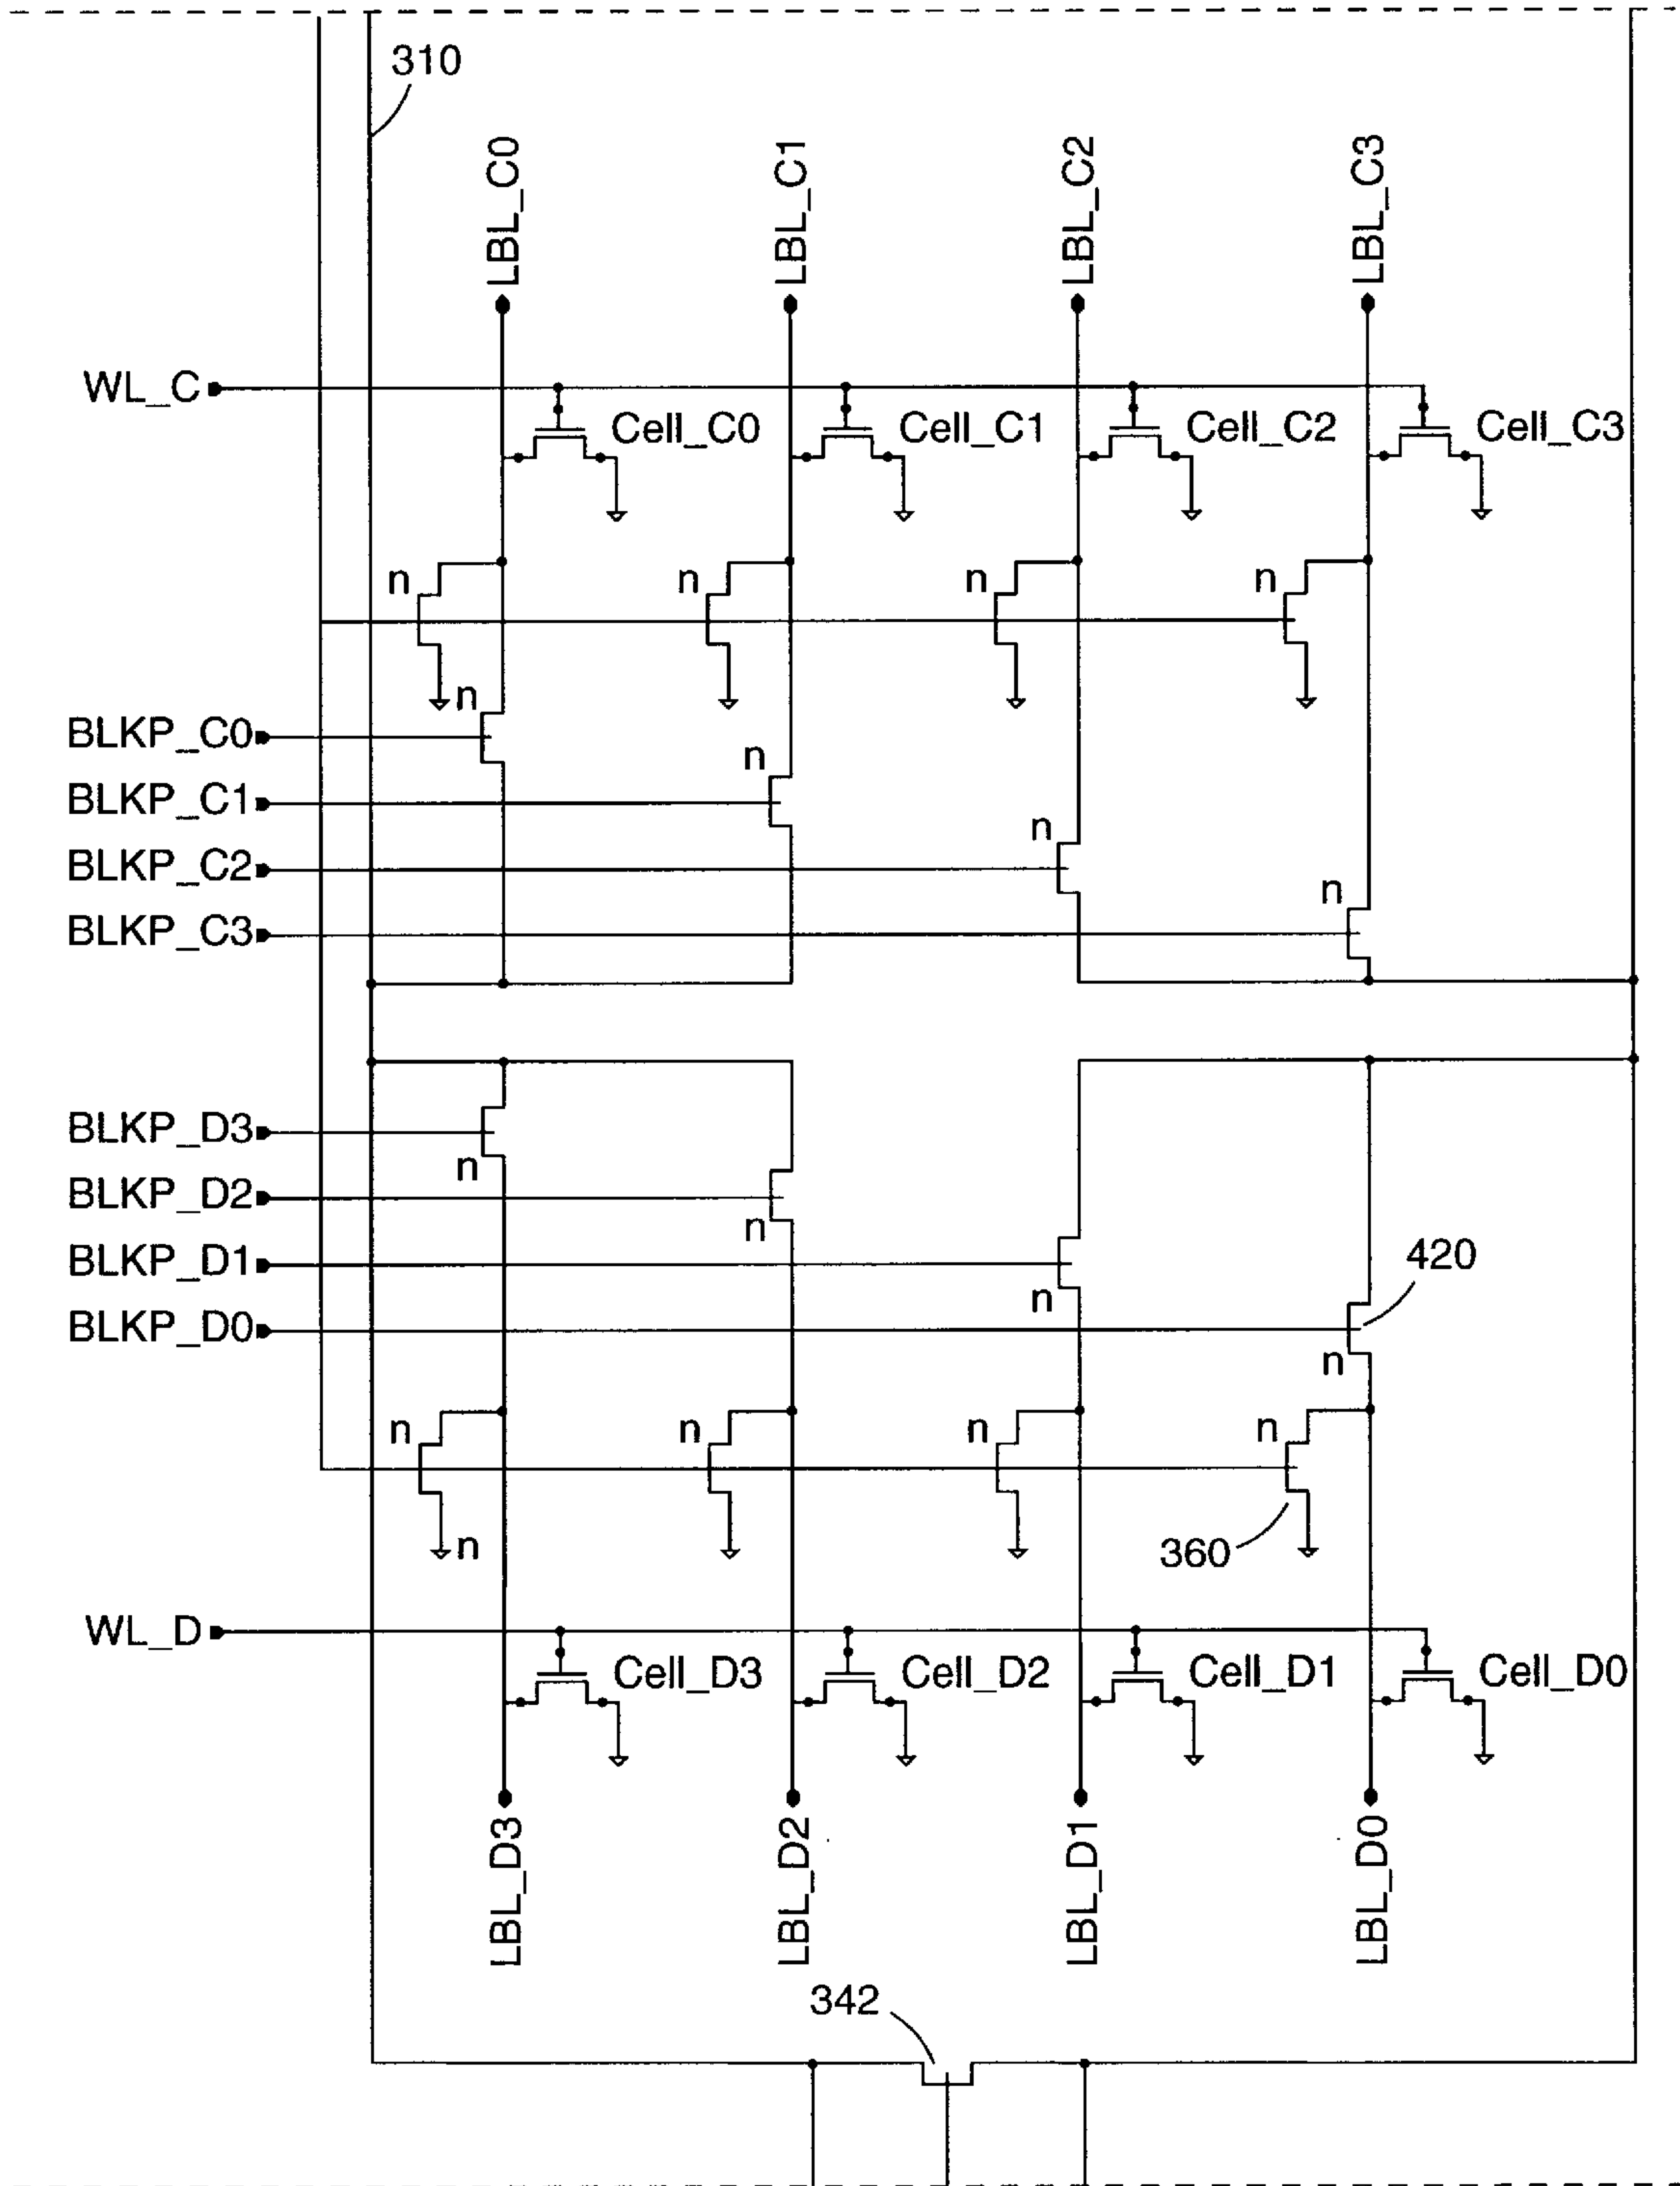 310
LBL_C0 LBL_C1 LBL_C2 LBL_C3
WL_C
Cell_C0 Cell_C1 Cell_C2 Cell_C3
n n n n
n
BLKP_C0
n
BLKP_C1
n
BLKP_C2
n
BLKP_C3
BLKP_D3
n
BLKP_D2
n
BLKP_D1 420
n
BLKP_D0
n
n n n n
n 360
WL_D
Cell_D3 Cell_D2 Cell_D1 Cell_D0
LBL_D3 LBL_D2 LBL_D1 LBL_D0
342